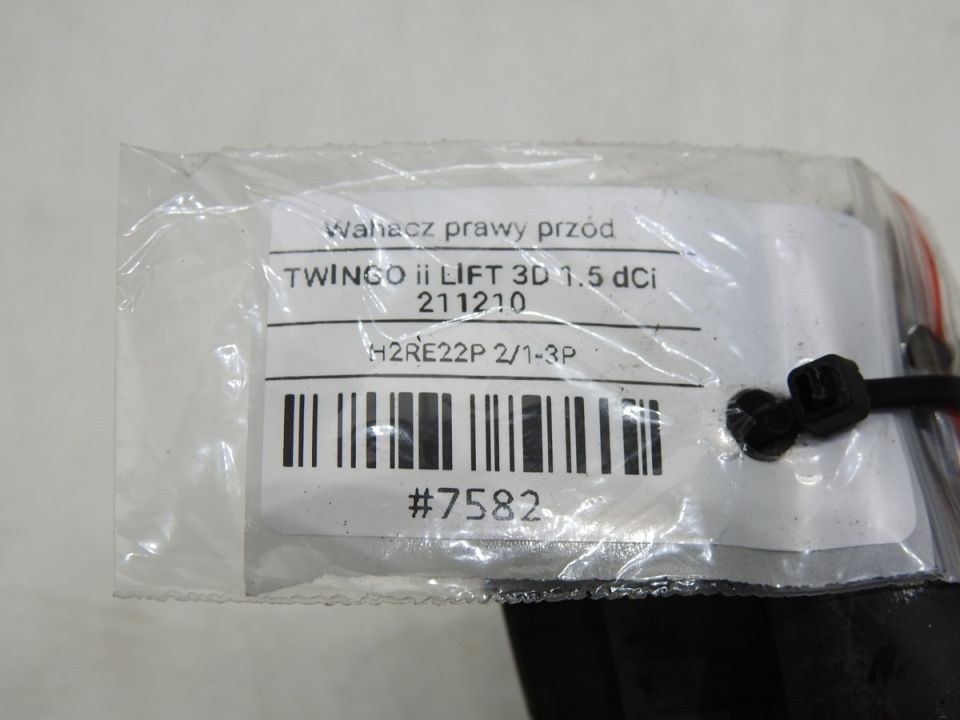 Wahacz prawy przód
TWiNGO ii LiFT 3D 1.5 dCi
211210
H2RE22P 2/1-3P
#7582